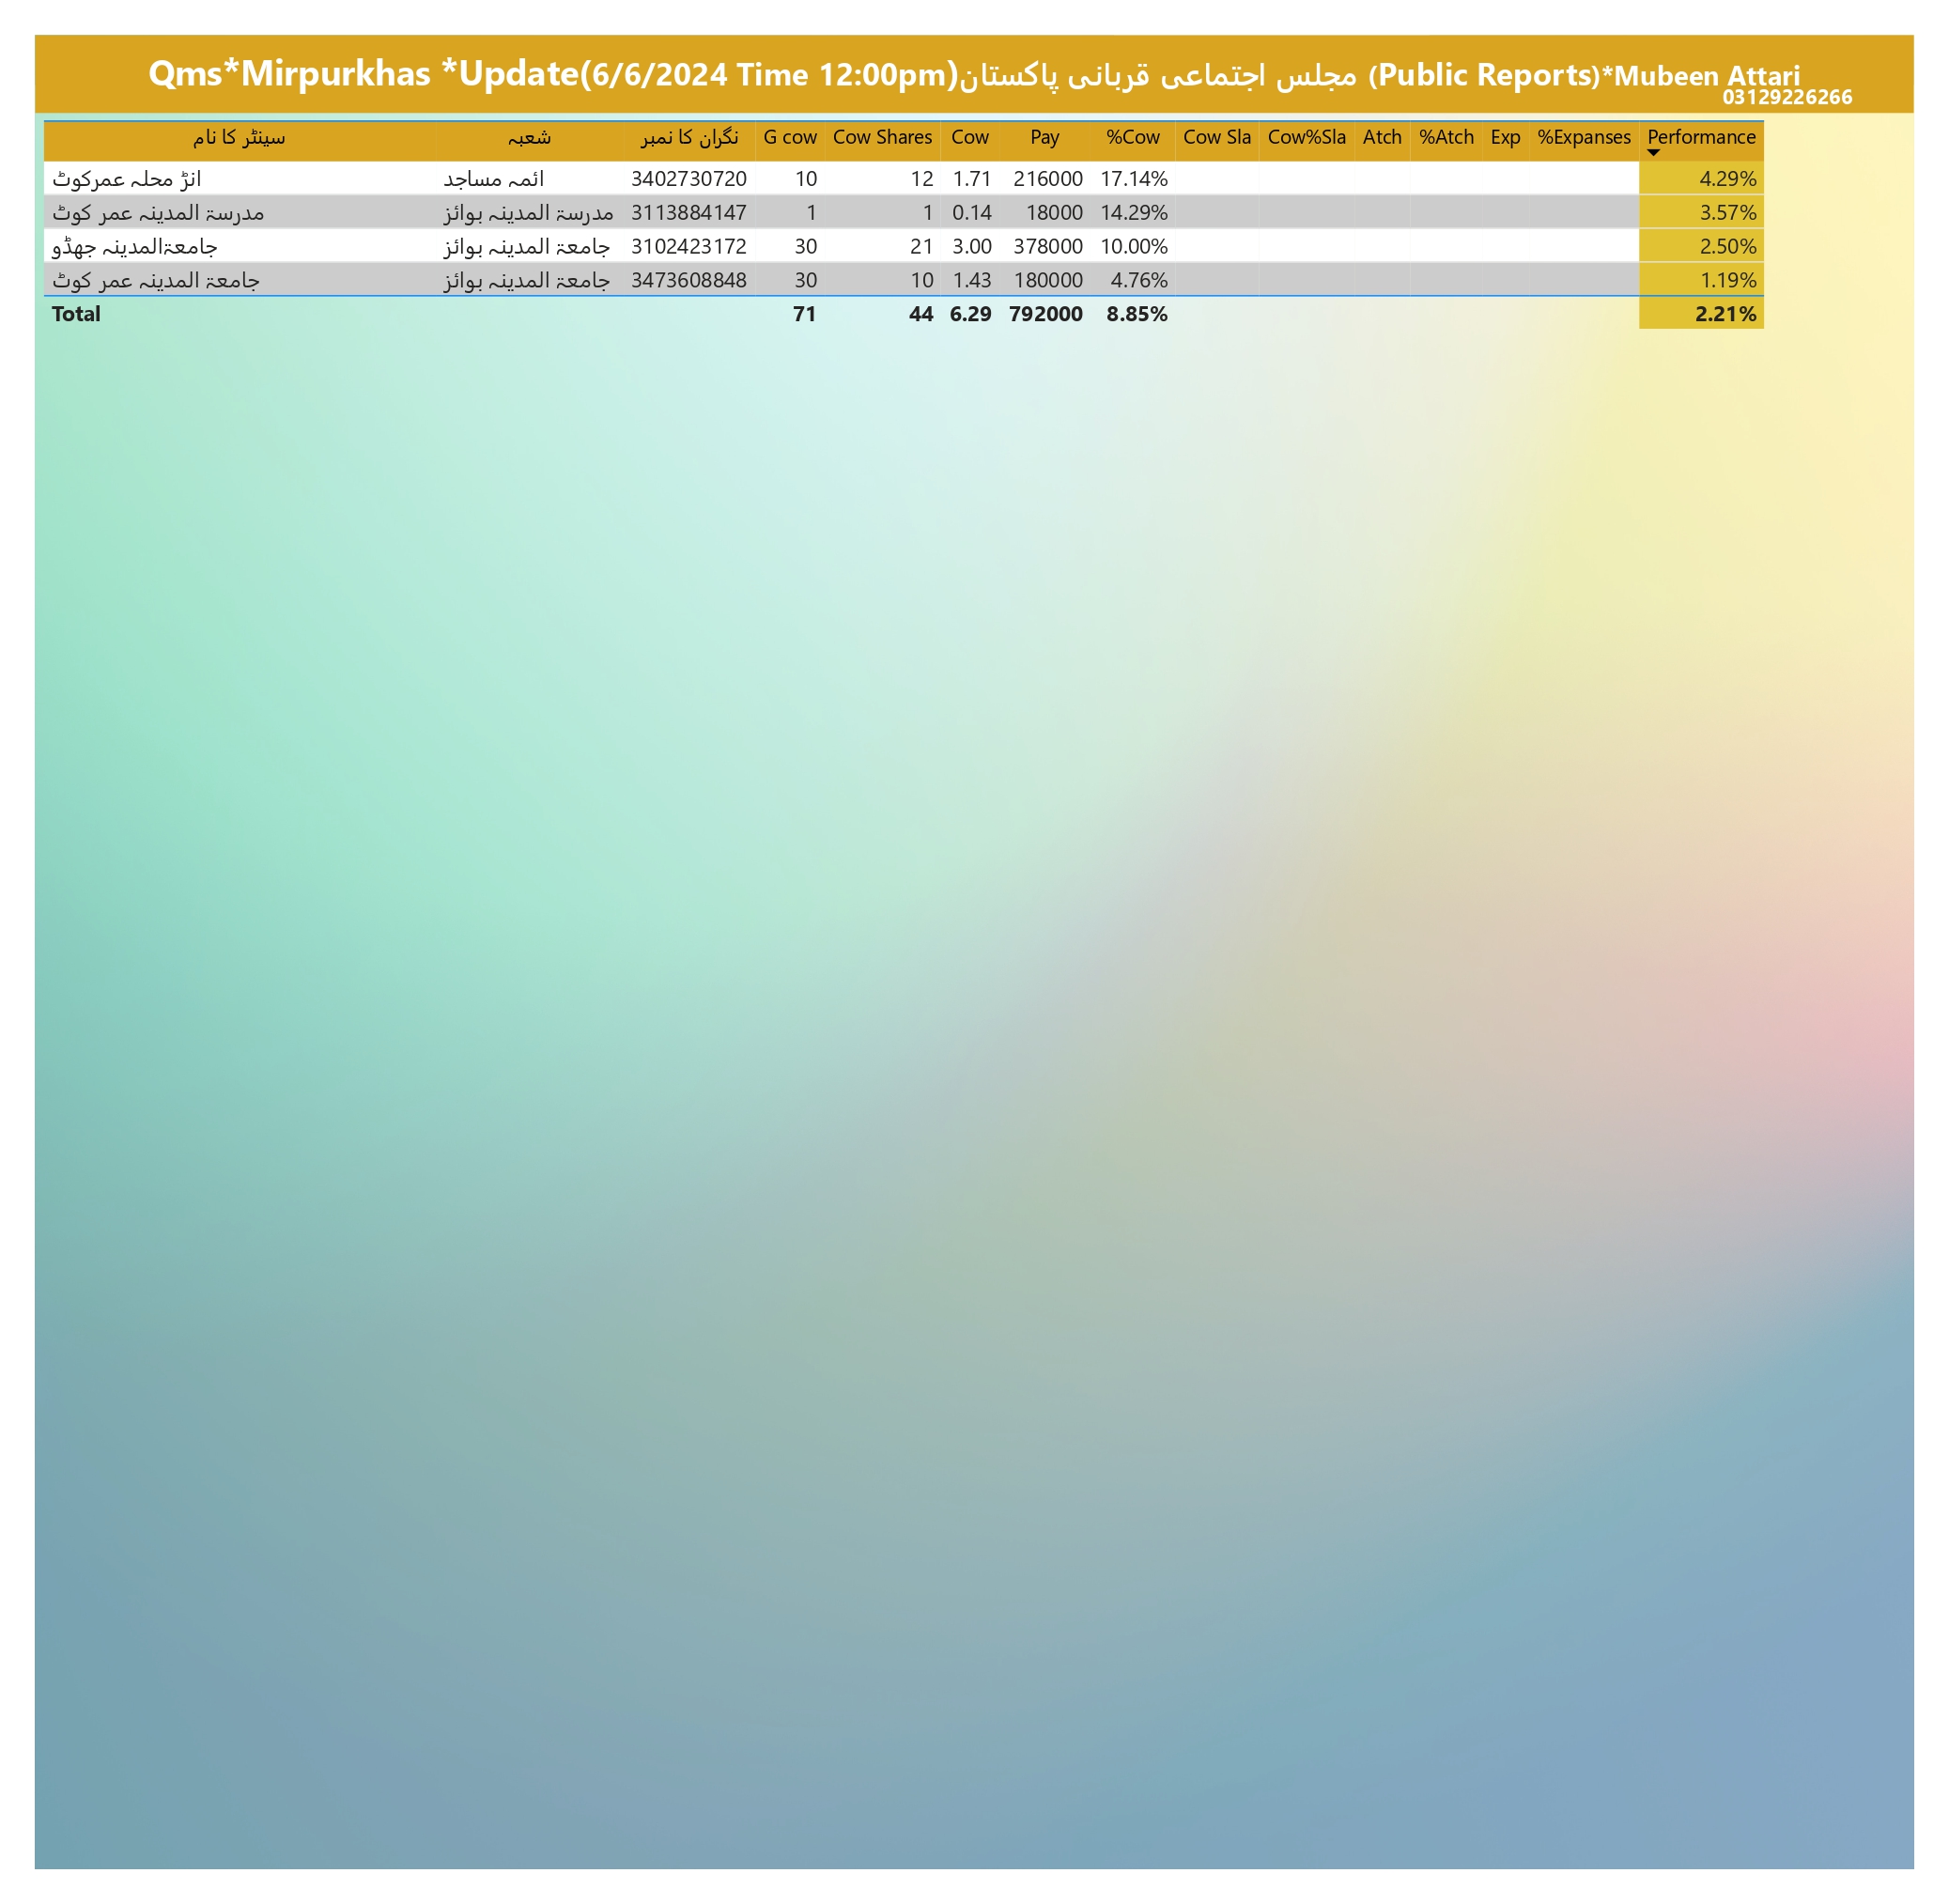 Qms*Mirpurkhas *Update(6/6/2024 Time 12:00pm)مجلس اجتماعی قربانی پاکستان (Public Reports)*Mubeen Attari
03129226266
سینٹر کا نام شعبہ نگران کا نمبر G cow Cow Shares Cow Pay %Cow Cow Sla Cow%Sla Atch %Atch Exp %Expanses Performance
انڑ محلہ عمرکوٹ ائمہ مساجد 3402730720 10 12 1.71 216000 17.14% 4.29%
مدرسۃ المدینہ عمر کوٹ مدرسۃ المدینہ بوائز 3113884147 1 1 0.14 18000 14.29% 3.57%
جامعۃالمدینہ جھڈو جامعۃ المدینہ بوائز 3102423172 30 21 3.00 378000 10.00% 2.50%
جامعۃ المدینہ عمر کوٹ جامعۃ المدینہ بوائز 3473608848 30 10 1.43 180000 4.76% 1.19%
Total 71 44 6.29 792000 8.85% 2.21%